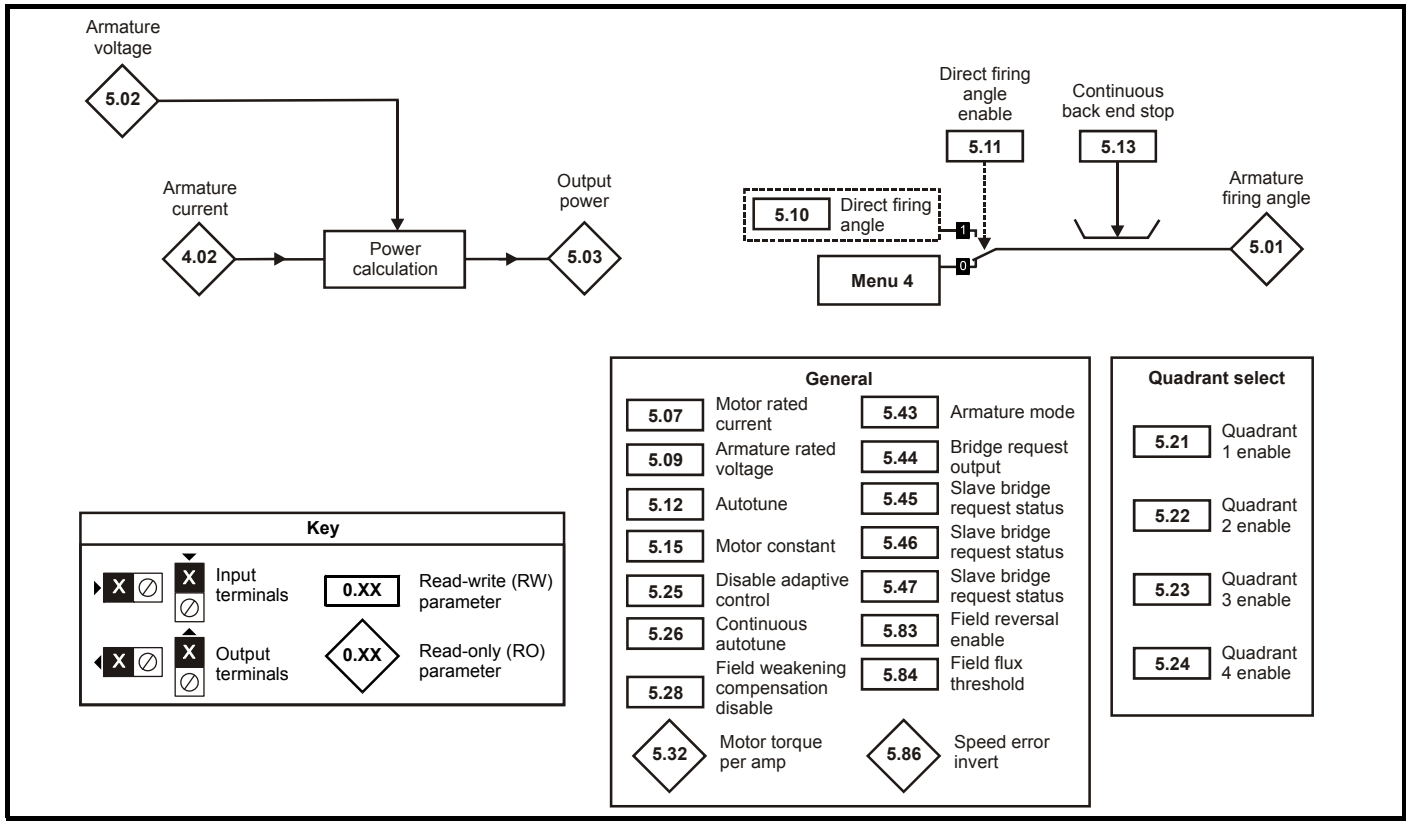 Armature
voltage
5.02
Armature
current
4.02
Power
calculation
Output
power
5.03
Direct firing
angle
enable
5.11
Continuous
back end stop
5.13
5.10
Direct firing
angle
1
0
Menu 4
Armature
firing angle
5.01
General
5.07
Motor rated
current
5.09
Armature rated
voltage
5.12
Autotune
5.15
Motor constant
5.25
Disable adaptive
control
5.26
Continuous
autotune
5.28
Field weakening
compensation
disable
5.32
Motor torque
per amp
5.43
Armature mode
5.44
Bridge request
output
5.45
Slave bridge
request status
5.46
Slave bridge
request status
5.47
Slave bridge
request status
5.83
Field reversal
enable
5.84
Field flux
threshold
5.86
Speed error
invert
Quadrant select
5.21
Quadrant
1 enable
5.22
Quadrant
2 enable
5.23
Quadrant
3 enable
5.24
Quadrant
4 enable
Key
X
X
Input
terminals
X
X
Output
terminals
0.XX
Read-write (RW)
parameter
0.XX
Read-only (RO)
parameter